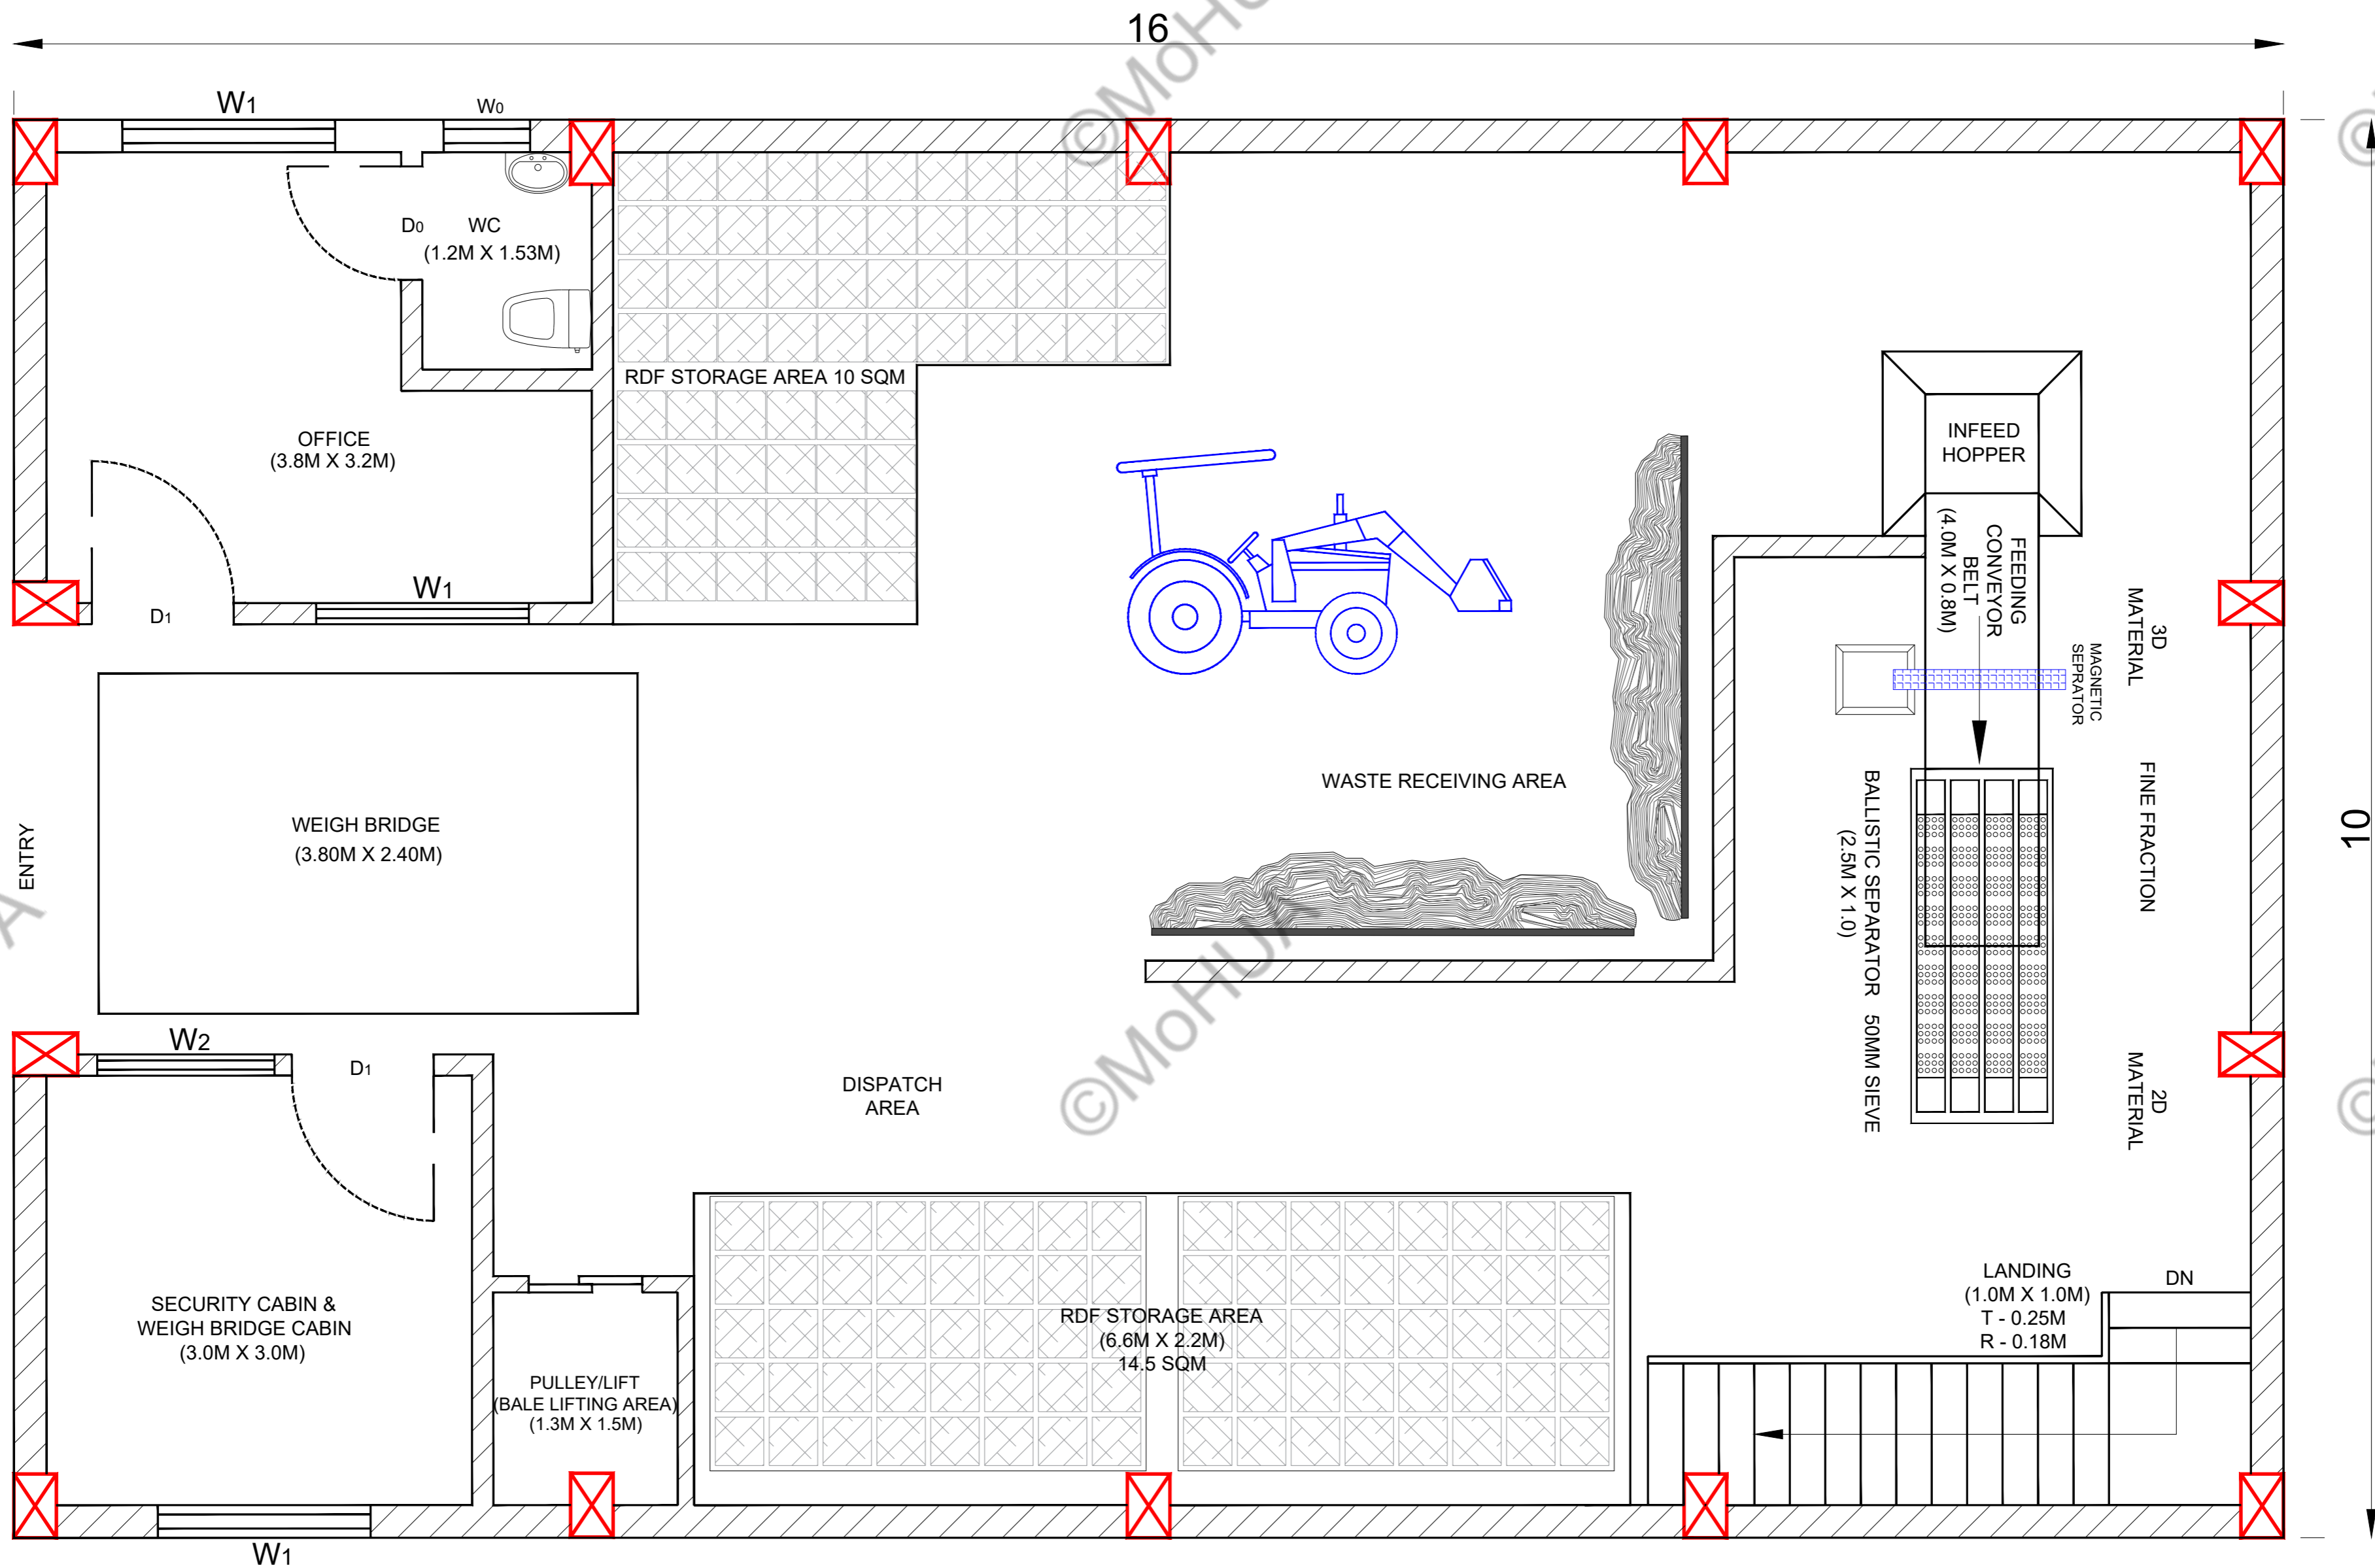 16
©MoHU
W1
W0
D0
WC
(1.2M X 1.53M)
RDF STORAGE AREA 10 SQM
OFFICE
(3.8M X 3.2M)
W1
D1
INFEED
HOPPER
FEEDING
CONVEYOR
BELT
(4.0M X 0.8M)
3D
MATERIAL
MAGNETIC
SEPRATOR
WASTE RECEIVING AREA
WEIGH BRIDGE
(3.80M X 2.40M)
ENTRY
A
FINE FRACTION
10
BALLISTIC SEPARATOR 50MM SIEVE
(2.5M X 1.0)
©MoHUA
W2
D1
DISPATCH
AREA
2D
MATERIAL
SECURITY CABIN &
WEIGH BRIDGE CABIN
(3.0M X 3.0M)
PULLEY/LIFT
(BALE LIFTING AREA)
(1.3M X 1.5M)
RDF STORAGE AREA
(6.6M X 2.2M)
14.5 SQM
LANDING
(1.0M X 1.0M)
T - 0.25M
R - 0.18M
DN
W1